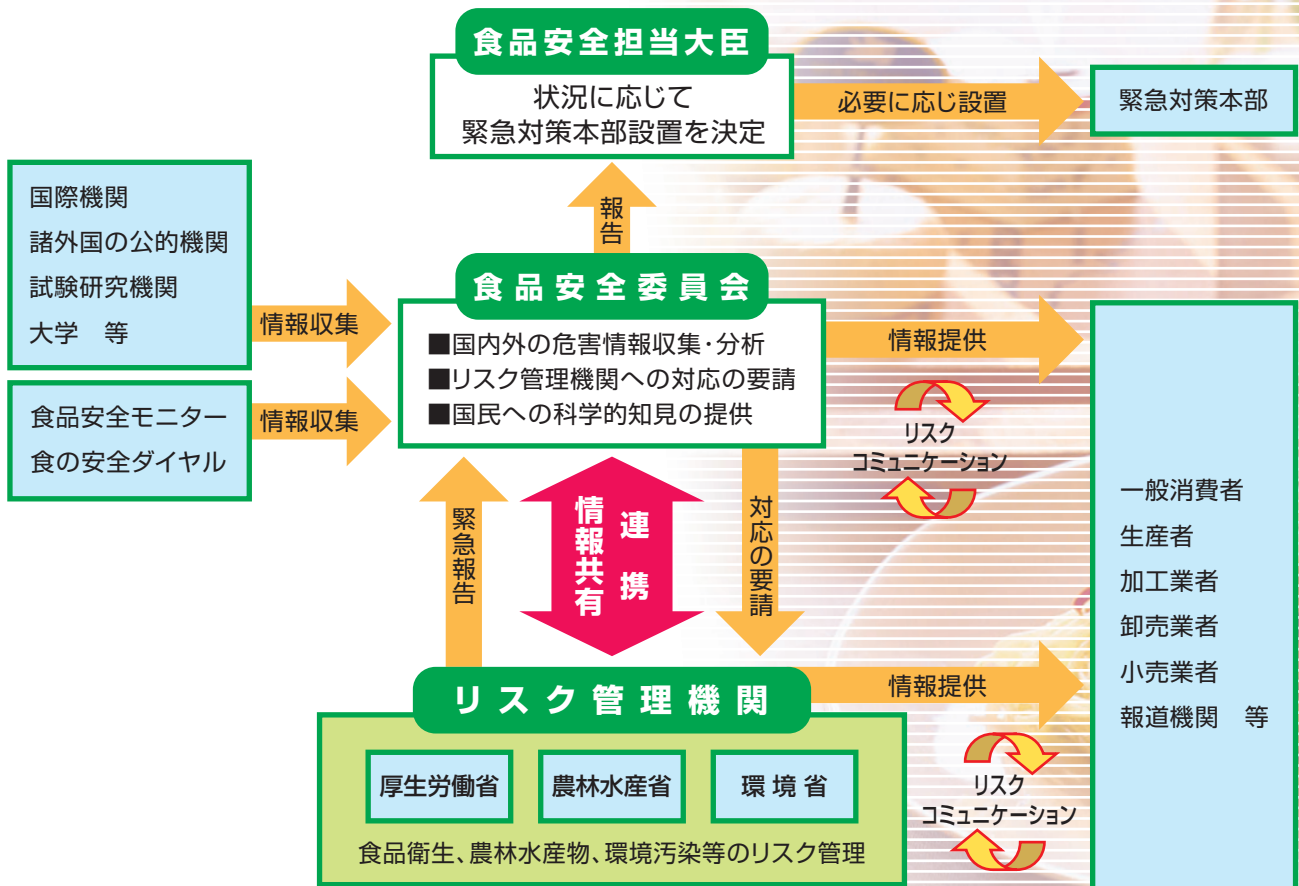 食品安全担当大臣
状況に応じて
緊急対策本部設置を決定
必要に応じ設置
緊急対策本部
報告
国際機関
諸外国の公的機関
試験研究機関
大学　等
情報収集
食品安全モニター
食の安全ダイヤル
情報収集
食品安全委員会
■国内外の危害情報収集・分析
■リスク管理機関への対応の要請
■国民への科学的知見の提供
情報提供
リスク
コミュニケーション
緊急報告
連携
情報共有
対応の要請
一般消費者
生産者
加工業者
卸売業者
小売業者
報道機関　等
リスク管理機関
情報提供
厚生労働省
農林水産省
環境省
食品衛生、農林水産物、環境汚染等のリスク管理
リスク
コミュニケーション